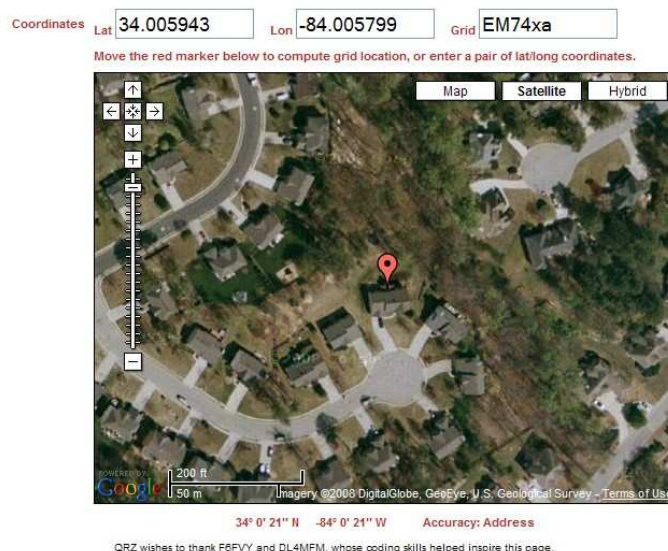 Coordinates Lat 34.005943 Lon -84.005799 Grid EM74xa
Move the red marker below to compute grid location, or enter a pair of lat/long coordinates.
Map Satellite Hybrid
POWERED BY
Google
200 ft
50 m
Imagery ©2008 DigitalGlobe, GeoEye, U.S. Geological Survey - Terms of Use
34° 0' 21" N -84° 0' 21" W Accuracy: Address
QRZ wishes to thank F6FVY and DL4MFM, whose coding skills helped inspire this page.